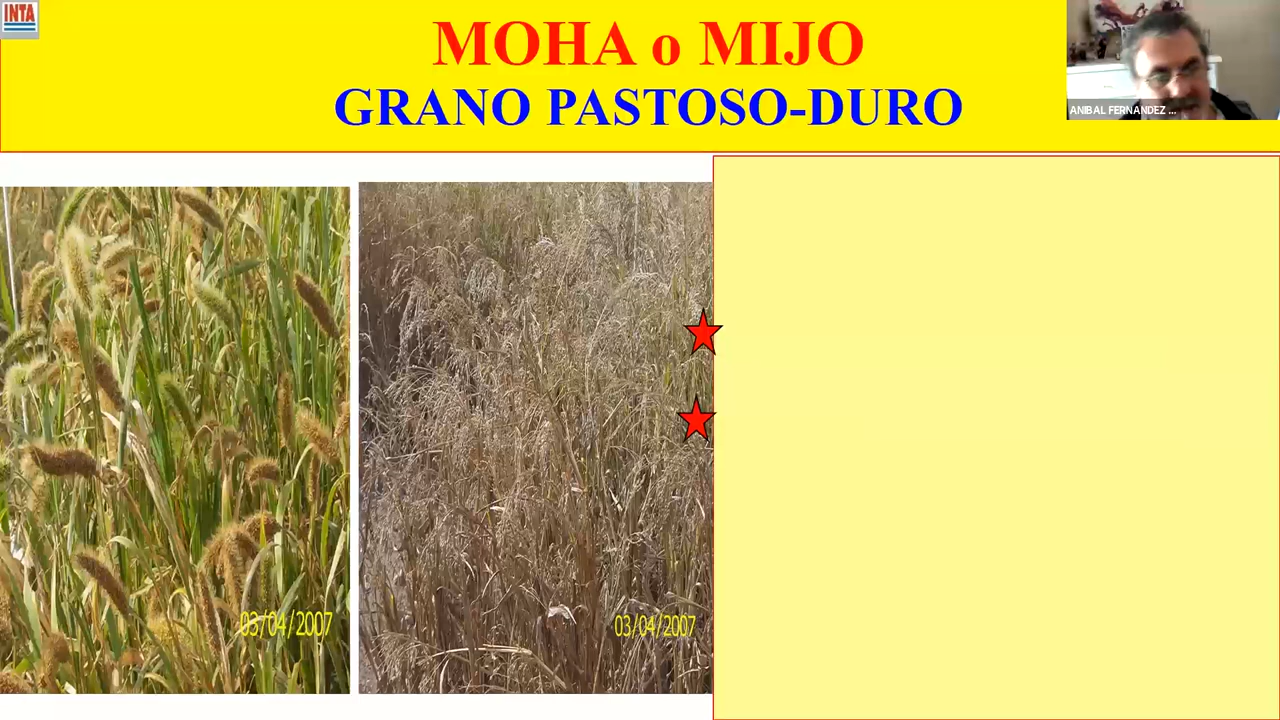 INTA
MOHA o MIJO
GRANO PASTOSO-DURO
ANIBAL FERNANDEZ ...
03/04/2007
03/04/2007